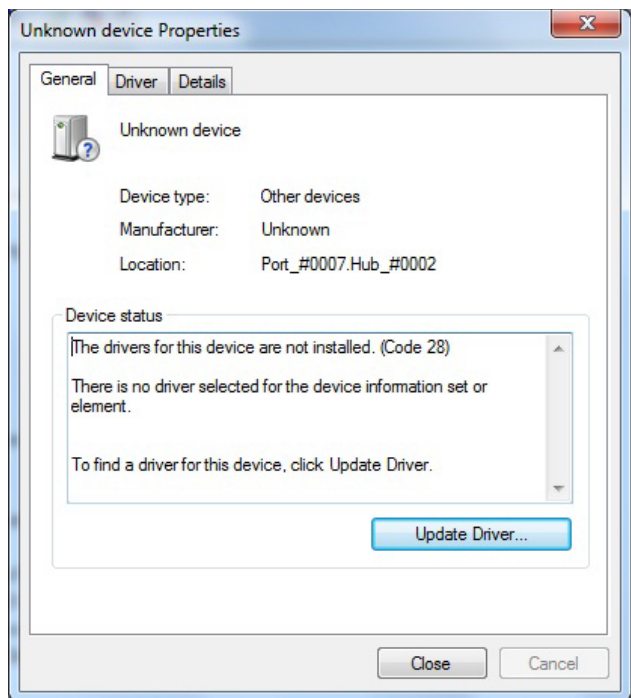 Unknown device Properties
General Driver Details
Unknown device
Device type: Other devices
Manufacturer: Unknown
Location: Port_#0007.Hub_#0002
Device status
The drivers for this device are not installed. (Code 28)
There is no driver selected for the device information set or
element.
To find a driver for this device, click Update Driver.
Update Driver...
Close Cancel